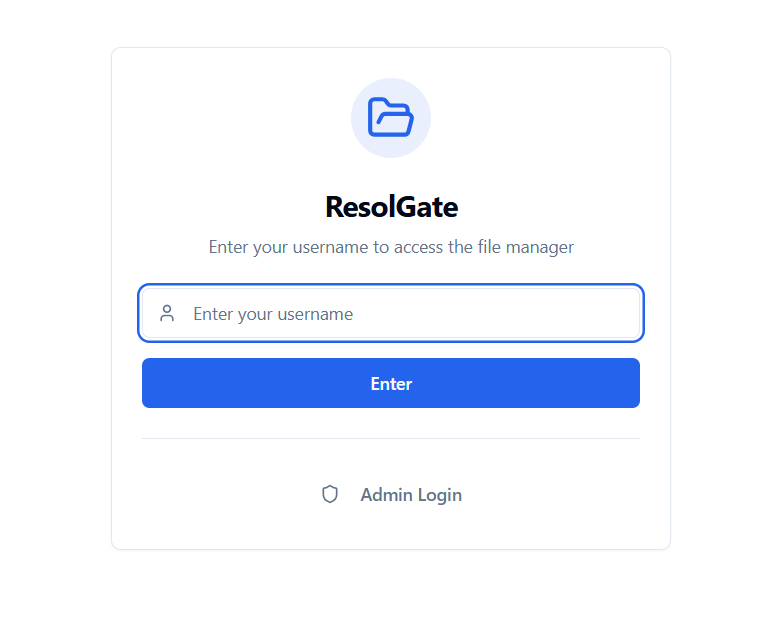 ResolGate
Enter your username to access the file manager
Enter your username
Enter
Admin Login